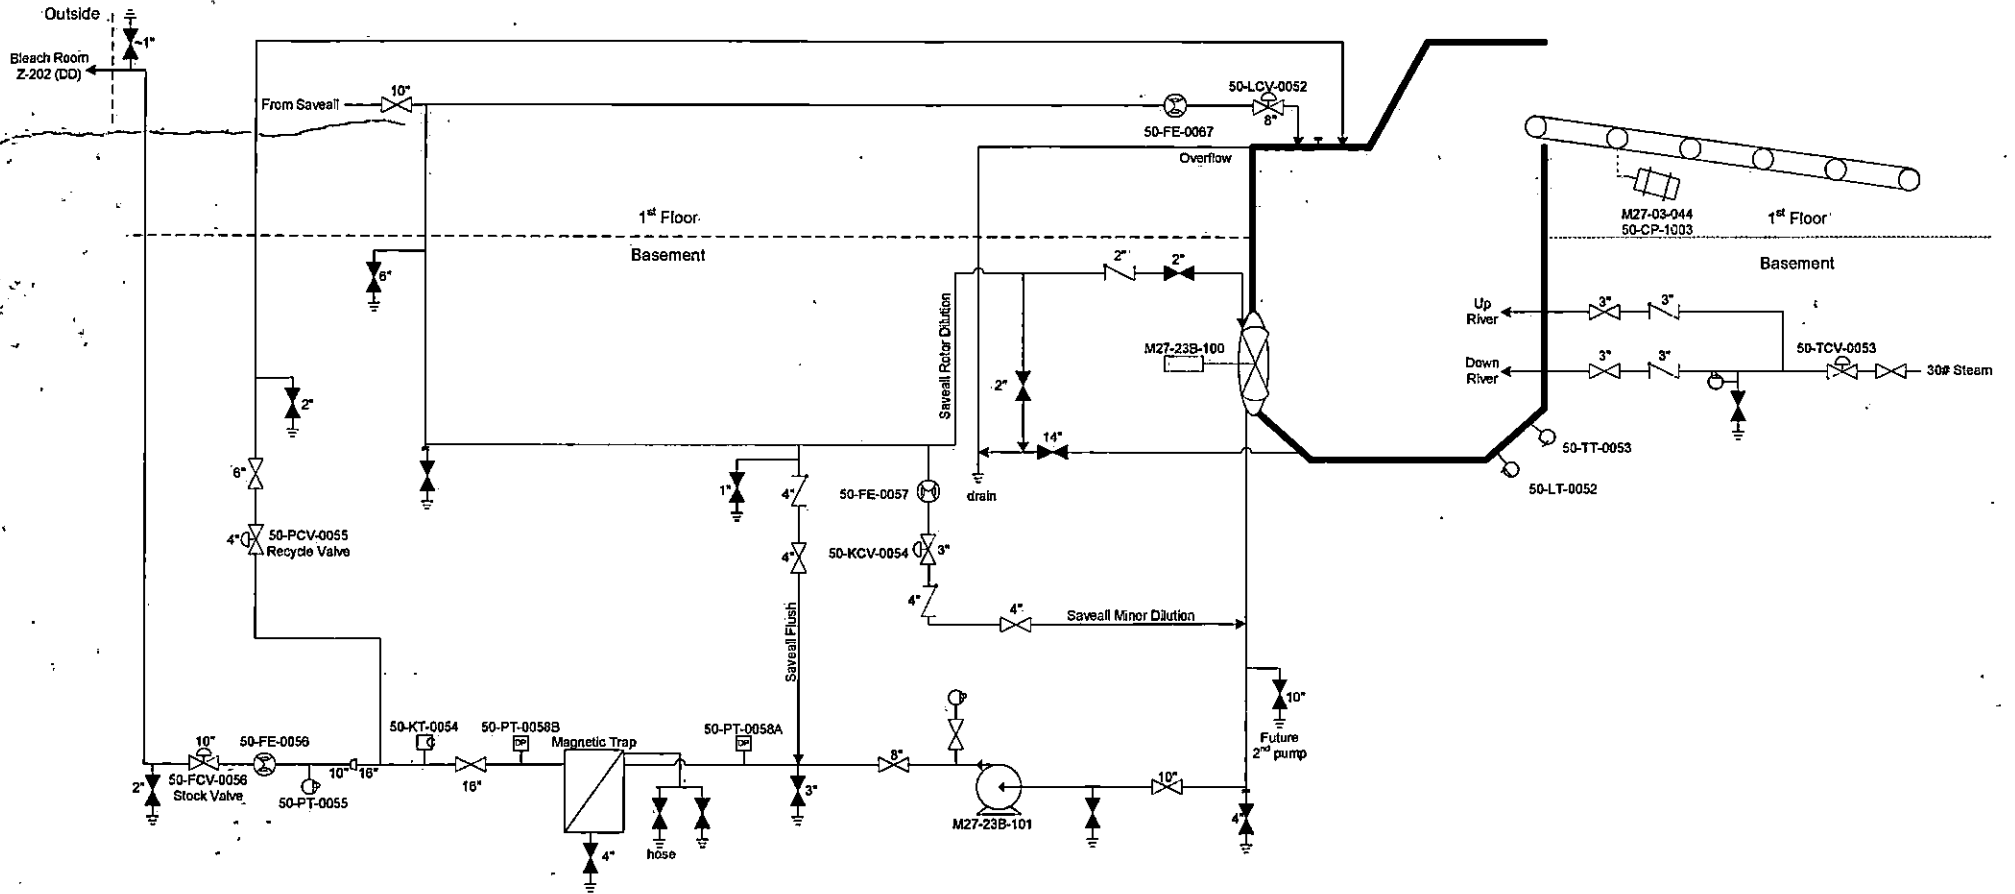 Outside
~1"
Bleach Room
Z-202 (DD)
From Saveall
10"
50-LCV-0052
8"
50-FE-0067
Overflow
1st Floor
Basement
6"
2"
2"
M27-03-044
50-CP-1003
1st Floor
Basement
Up
River
3"
3"
Down
River
3"
3"
50-TCV-0053
30# Steam
M27-23B-100
Saveall Rotor Dilution
2"
2"
14"
drain
50-TT-0053
50-LT-0052
6"
4"
50-PCV-0055
Recycle Valve
1"
4"
4"
50-FE-0057
50-KCV-0054
3"
4"
4"
Saveall Minor Dilution
Saveall Flush
10"
Future
2nd pump
10"
50-FE-0056
50-KT-0054
50-PT-0058B
DP
Magnetic Trap
50-PT-0058A
DP
8"
10"
2"
50-FCV-0056
Stock Valve
50-PT-0055
10"
16"
16"
3"
M27-23B-101
4"
4"
hose